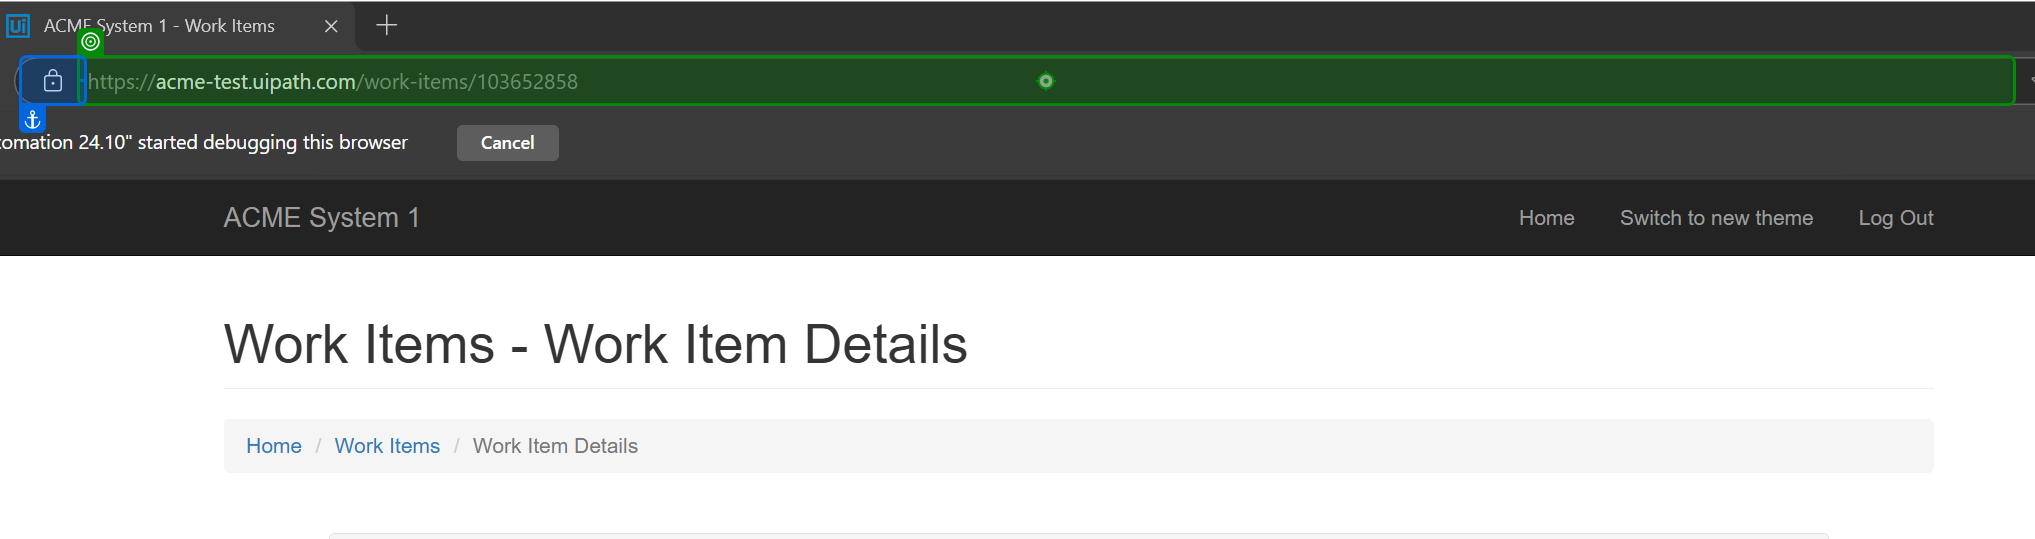 Ui ACME System 1 - Work Items
https://acme-test.uipath.com/work-items/103652858
24.10" started debugging this browser Cancel
ACME System 1 Home Switch to new theme Log Out
Work Items - Work Item Details
Home / Work Items / Work Item Details